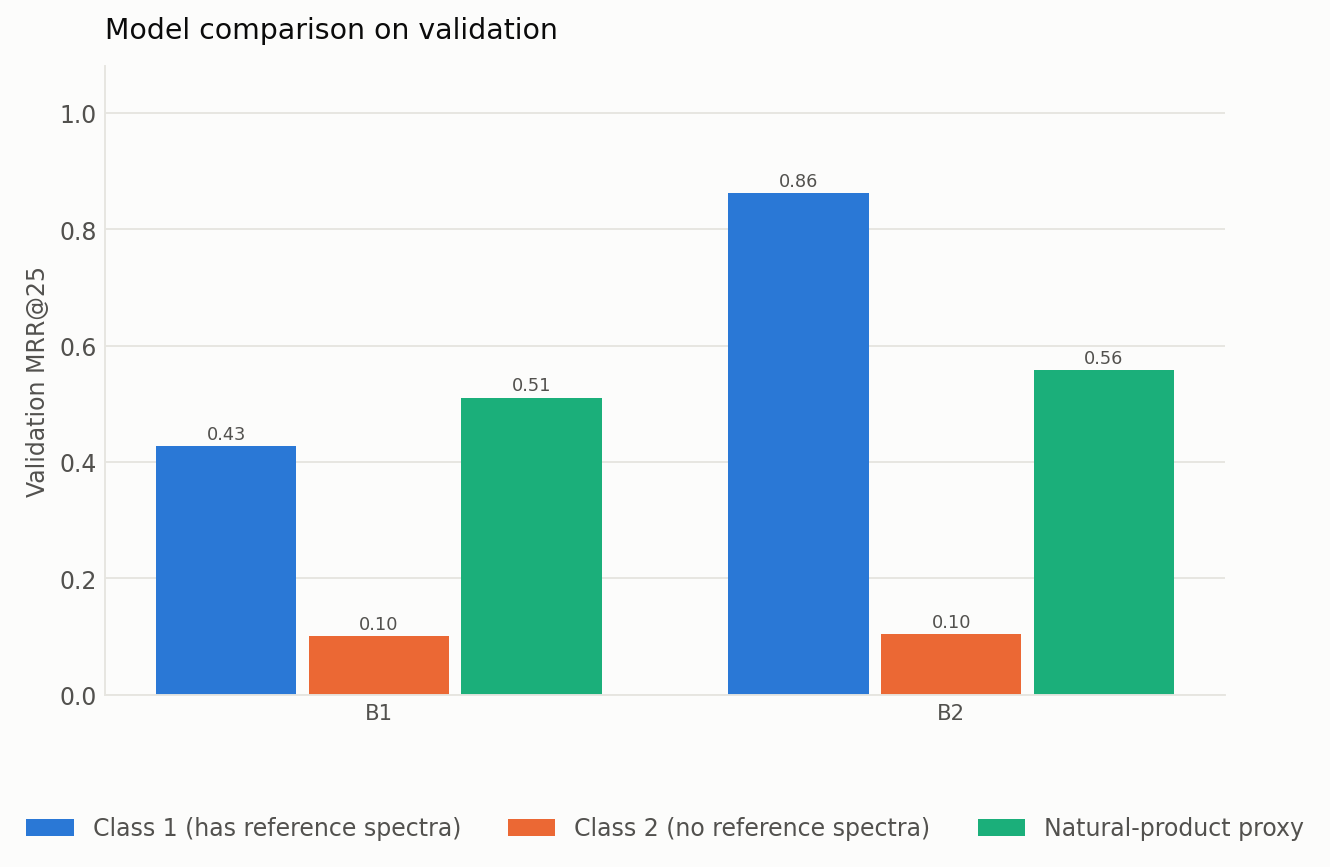 Model comparison on validation
Validation MRR@25
1.0
0.8
0.6
0.4
0.2
0.0
0.43
0.10
0.51
0.86
0.10
0.56
B1
B2
Class 1 (has reference spectra)
Class 2 (no reference spectra)
Natural-product proxy